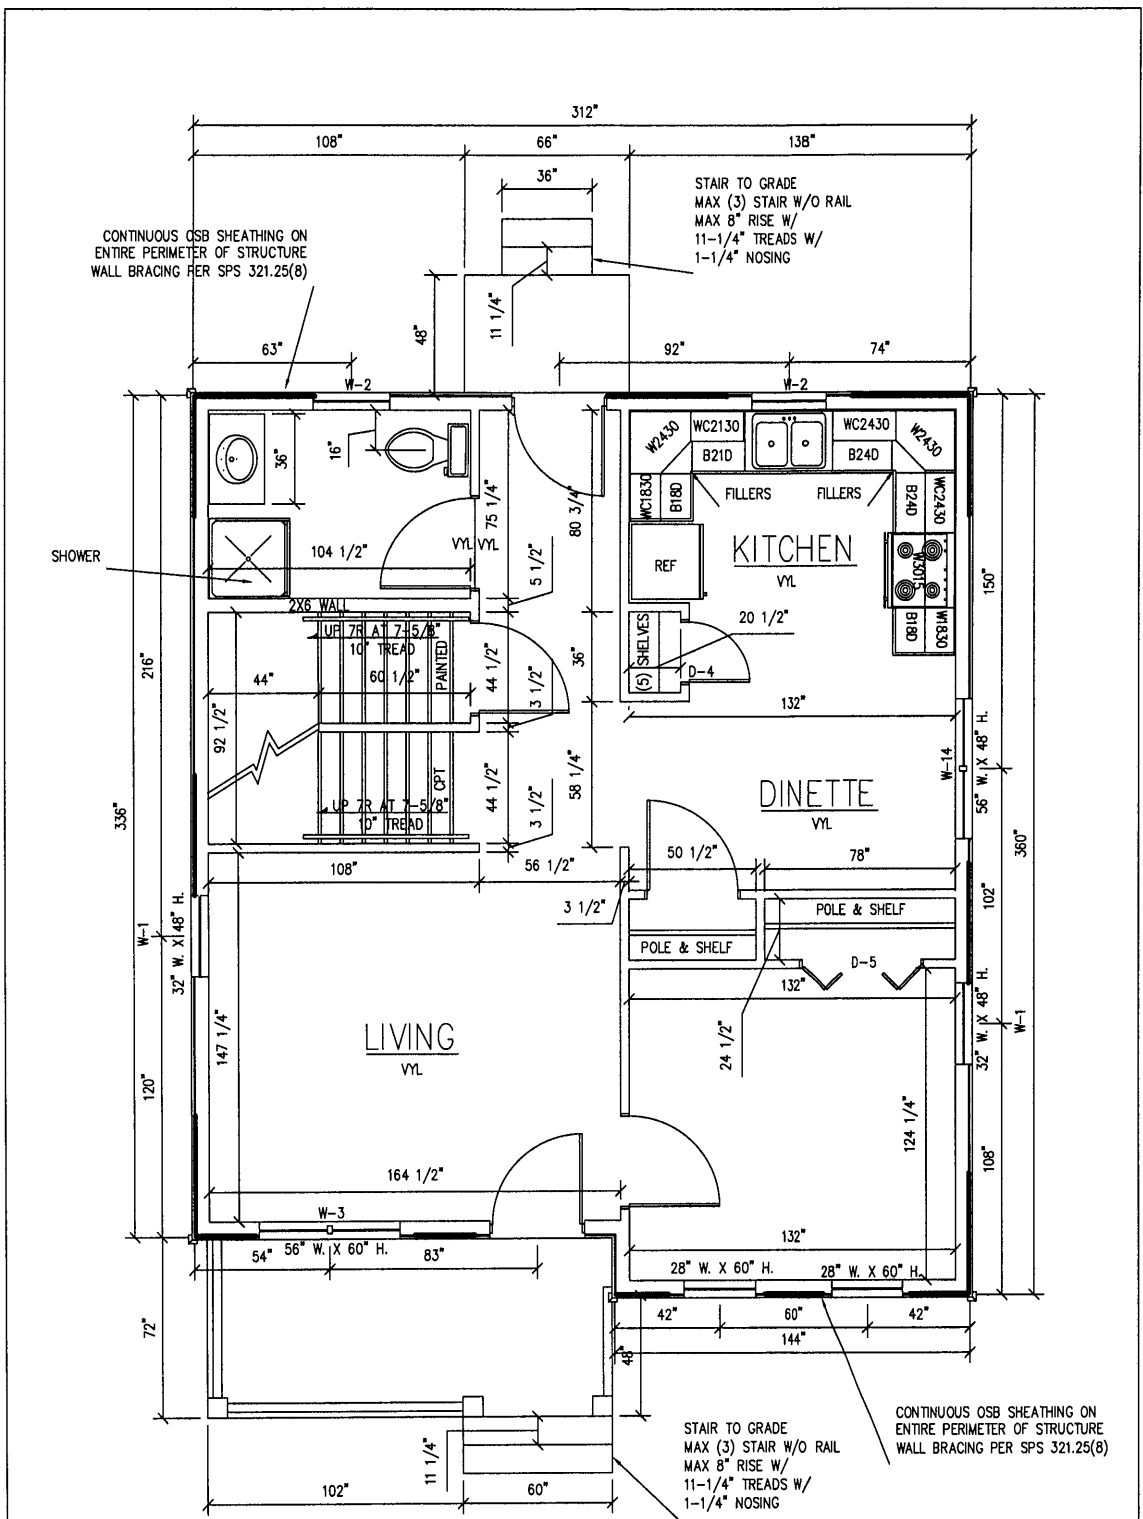 312"
108"
66"
138"
36"
STAIR TO GRADE
MAX (3) STAIR W/O RAIL
MAX 8" RISE W/
11-1/4" TREADS W/
1-1/4" NOSING
CONTINUOUS OSB SHEATHING ON
ENTIRE PERIMETER OF STRUCTURE
WALL BRACING PER SPS 321.25(8)
11 1/4"
48"
63"
92"
74"
W-2
W-2
36"
16"
75 1/4"
80 3/4"
W2430
WC2130
B21D
WC2430
B24D
W2430
WC1830
B18D
FILLERS
FILLERS
B24D
WC2430
SHOWER
104 1/2"
VYL
VYL
5 1/2"
REF
KITCHEN
VYL
W3015
B18D
W1830
150"
2X6 WALL
UP 7R AT 7-5/8"
10" TREAD
PAINTED
44"
60 1/2"
44 1/2"
3 1/2"
36"
(5) SHELVES
20 1/2"
D-4
132"
216"
92 1/2"
336"
UP 7R AT 7-5/8"
10" TREAD
CPT
44 1/2"
3 1/2"
58 1/4"
DINETTE
VYL
W-14
56" W. X 48" H.
360"
108"
56 1/2"
3 1/2"
50 1/2"
78"
102"
POLE & SHELF
POLE & SHELF
D-5
132"
24 1/2"
W-1
32" W. X 48" H.
32" W. X 48" H.
W-1
147 1/4"
120"
LIVING
VYL
124 1/4"
108"
164 1/2"
W-3
56" W. X 60" H.
54"
83"
132"
28" W. X 60" H.
28" W. X 60" H.
42"
60"
42"
144"
72"
48"
11 1/4"
102"
60"
STAIR TO GRADE
MAX (3) STAIR W/O RAIL
MAX 8" RISE W/
11-1/4" TREADS W/
1-1/4" NOSING
CONTINUOUS OSB SHEATHING ON
ENTIRE PERIMETER OF STRUCTURE
WALL BRACING PER SPS 321.25(8)